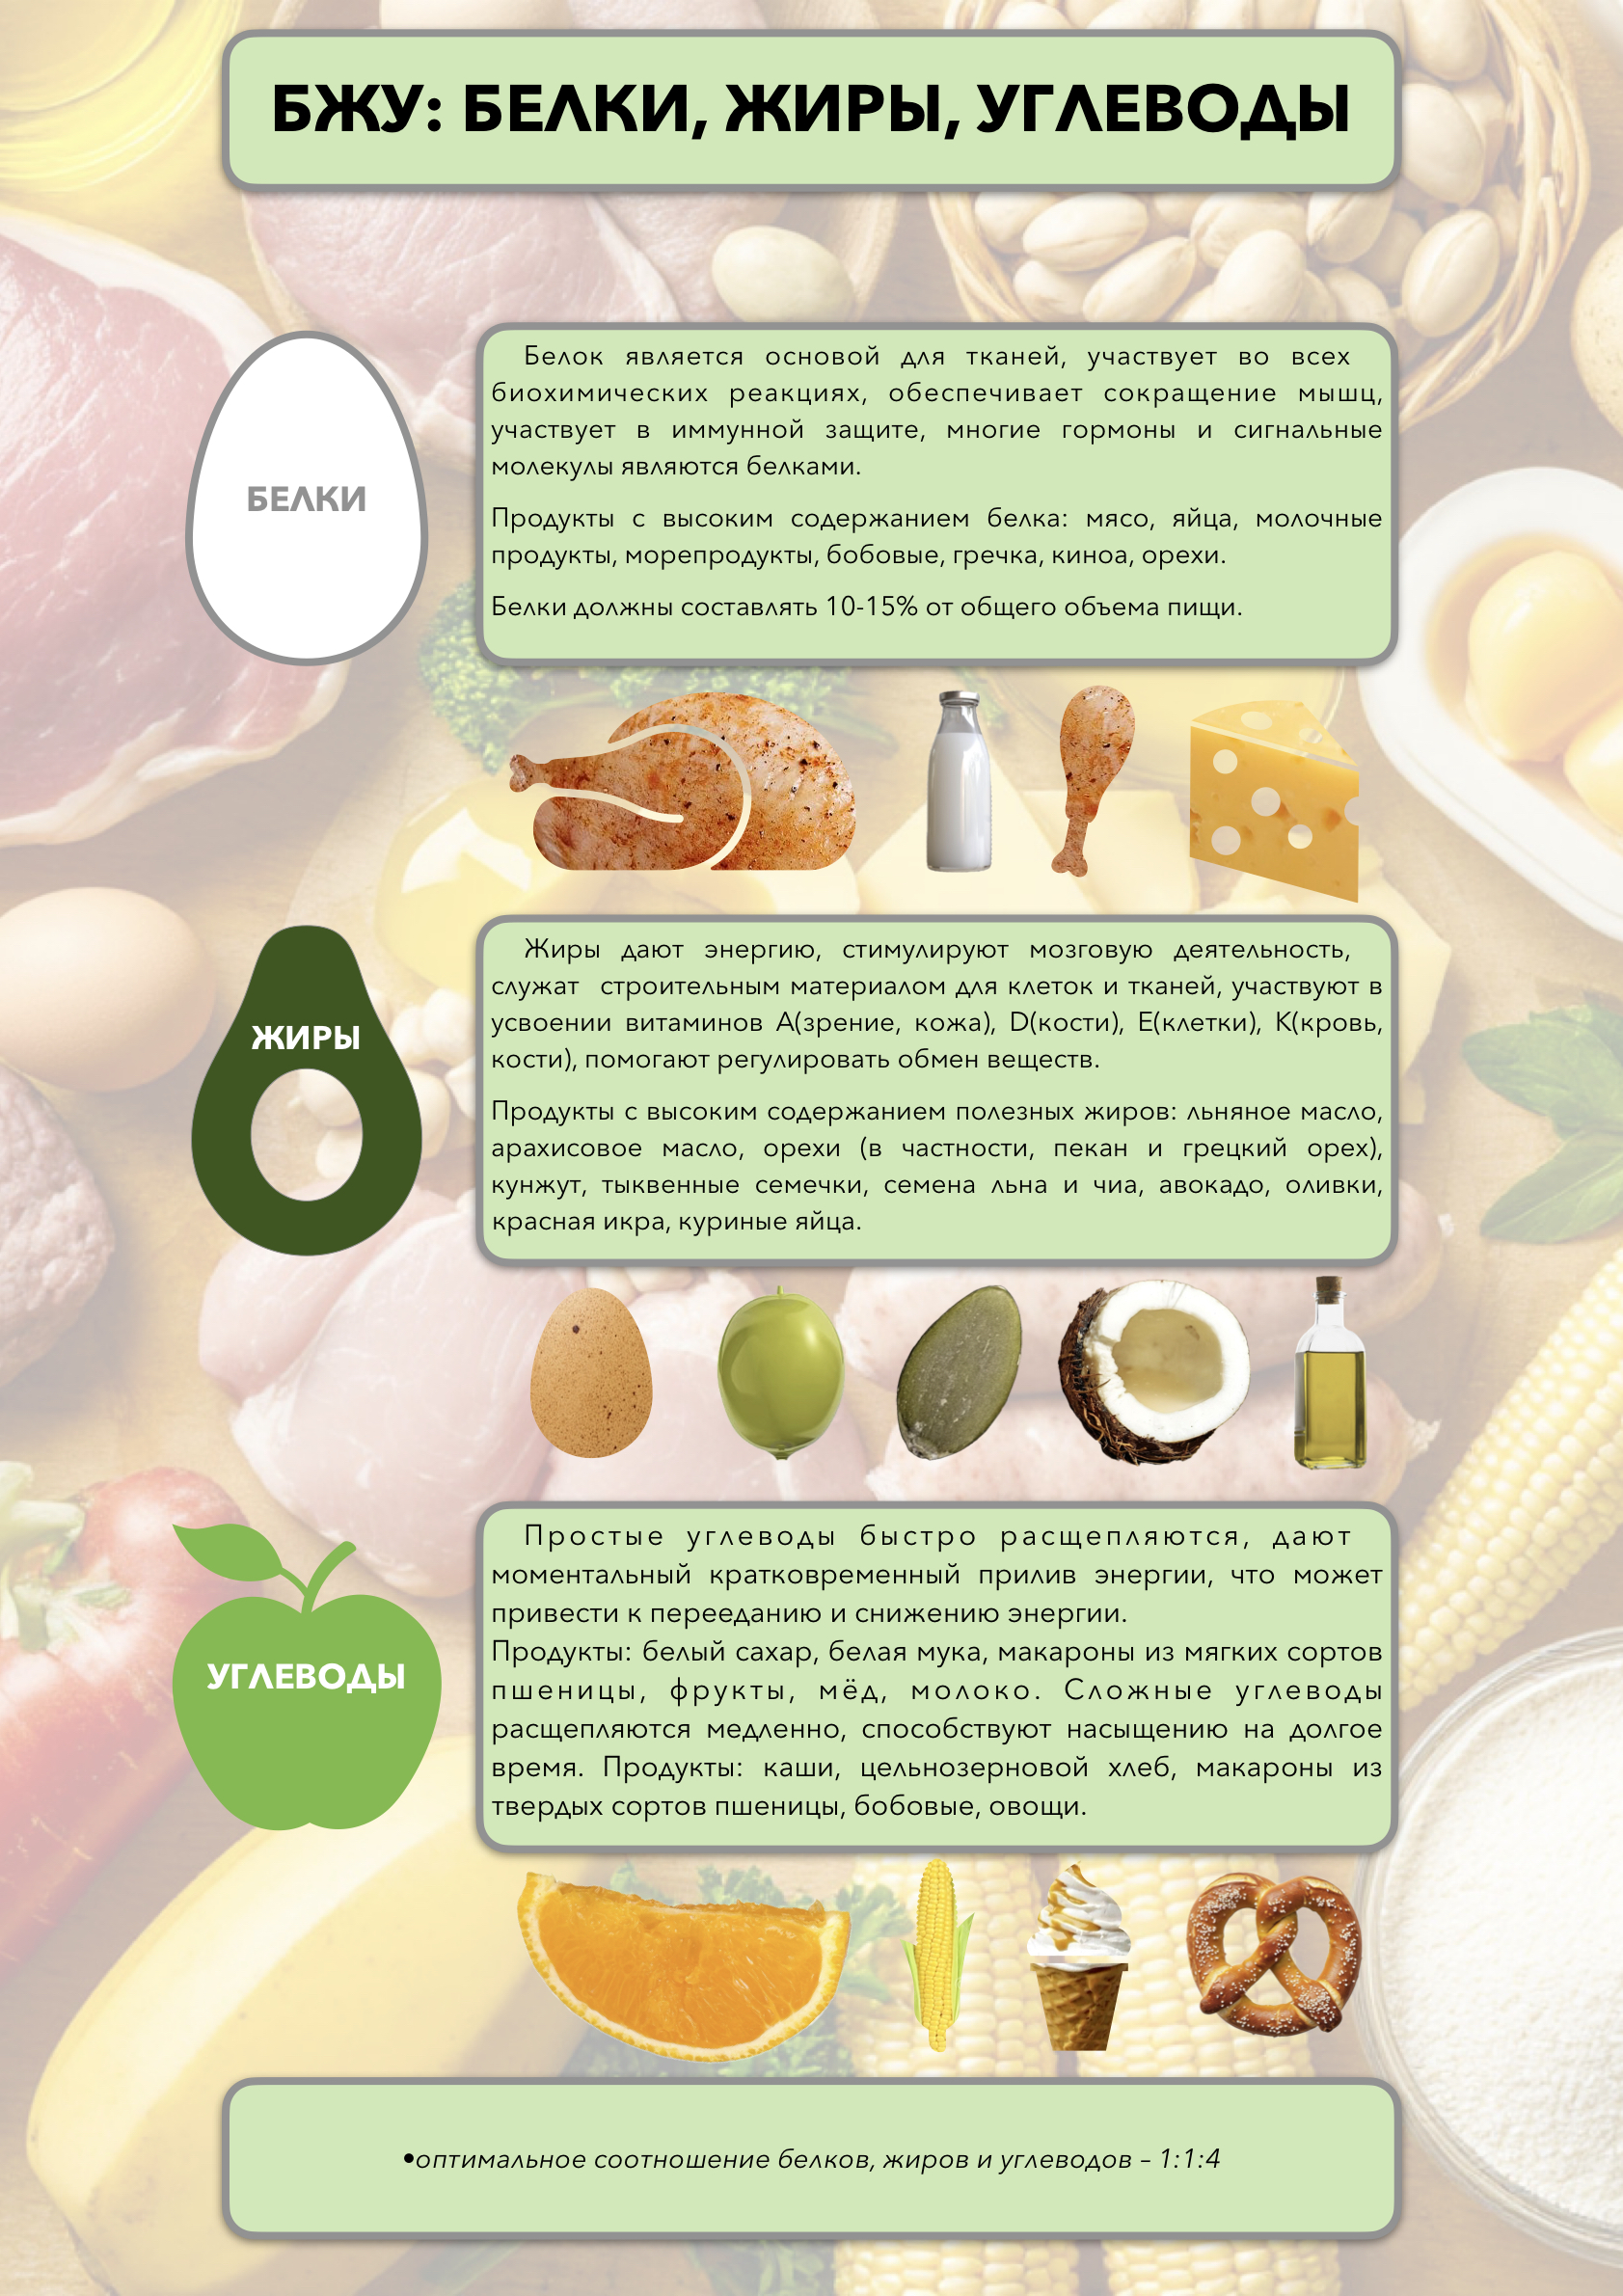 БЖУ: БЕЛКИ, ЖИРЫ, УГЛЕВОДЫ
БЕЛКИ
Белок является основой для тканей, участвует во всех
биохимических реакциях, обеспечивает сокращение мышц,
участвует в иммунной защите, многие гормоны и сигнальные
молекулы являются белками.
Продукты с высоким содержанием белка: мясо, яйца, молочные
продукты, морепродукты, бобовые, гречка, киноа, орехи.
Белки должны составлять 10-15% от общего объема пищи.
ЖИРЫ
Жиры дают энергию, стимулируют мозговую деятельность,
служат строительным материалом для клеток и тканей, участвуют в
усвоении витаминов А(зрение, кожа), D(кости), Е(клетки), К(кровь,
кости), помогают регулировать обмен веществ.
Продукты с высоким содержанием полезных жиров: льняное масло,
арахисовое масло, орехи (в частности, пекан и грецкий орех),
кунжут, тыквенные семечки, семена льна и чиа, авокадо, оливки,
красная икра, куриные яйца.
УГЛЕВОДЫ
Простые углеводы быстро расщепляются, дают
моментальный кратковременный прилив энергии, что может
привести к перееданию и снижению энергии.
Продукты: белый сахар, белая мука, макароны из мягких сортов
пшеницы, фрукты, мёд, молоко. Сложные углеводы
расщепляются медленно, способствуют насыщению на долгое
время. Продукты: каши, цельнозерновой хлеб, макароны из
твердых сортов пшеницы, бобовые, овощи.
•оптимальное соотношение белков, жиров и углеводов – 1:1:4